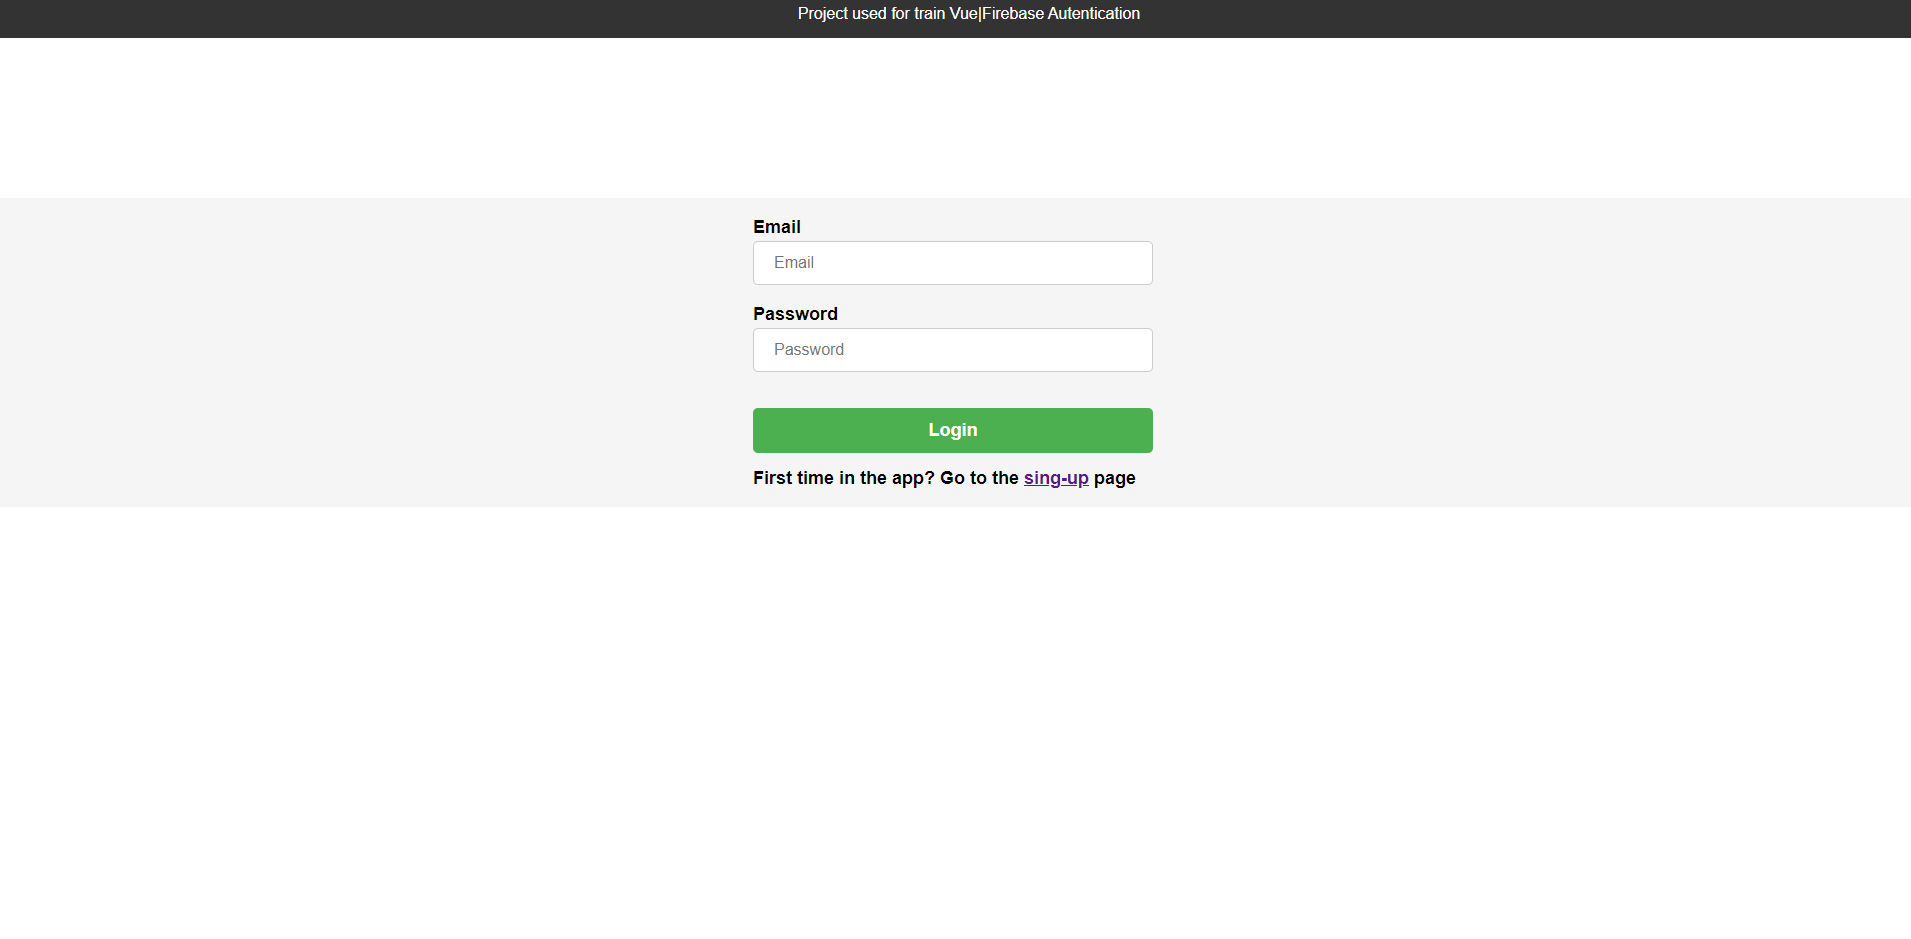 Project used for train Vue|Firebase Autentication
Email
Email
Password
Password
Login
First time in the app? Go to the sing-up page